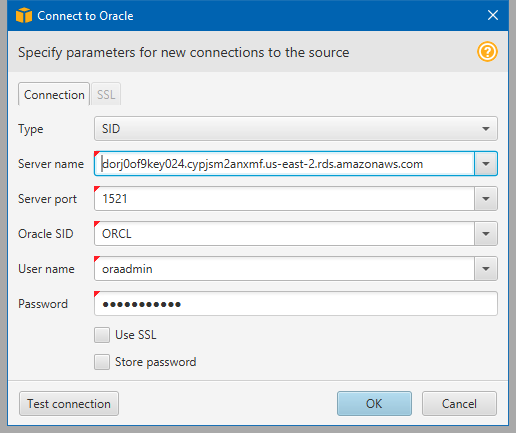 Connect to Oracle
Specify parameters for new connections to the source
Connection SSL
Type SID
Server name dorj0of9key024.cypjsm2anxmf.us-east-2.rds.amazonaws.com
Server port 1521
Oracle SID ORCL
User name oraadmin
Password ●●●●●●●●●●●
Use SSL
Store password
Test connection OK Cancel